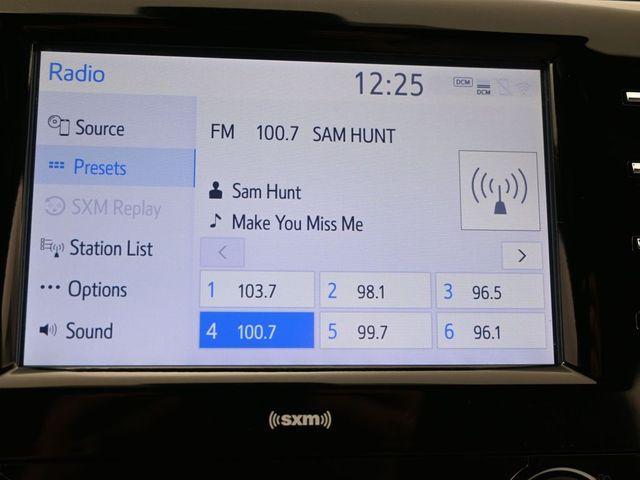 Radio
12:25
DCM
DCM
Source
Presets
SXM Replay
Station List
Options
Sound
FM 100.7 SAM HUNT
Sam Hunt
Make You Miss Me
1 103.7
2 98.1
3 96.5
4 100.7
5 99.7
6 96.1
((sxm))